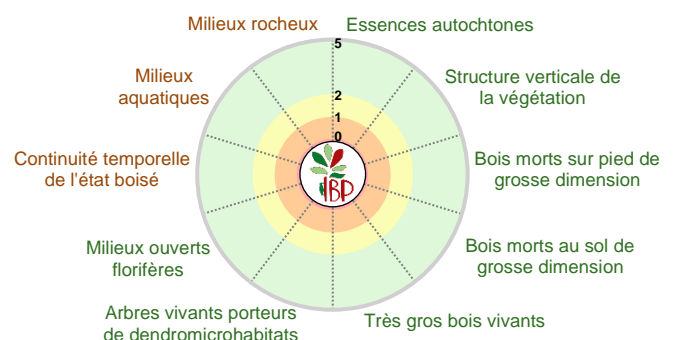 Milieux rocheux
Essences autochtones
5
Milieux
aquatiques
Structure verticale de
la végétation
2
1
0
Continuité temporelle
de l'état boisé
IBP
Bois morts sur pied de
grosse dimension
Milieux ouverts
florifères
Bois morts au sol de
grosse dimension
Arbres vivants porteurs
de dendromicrohabitats
Très gros bois vivants